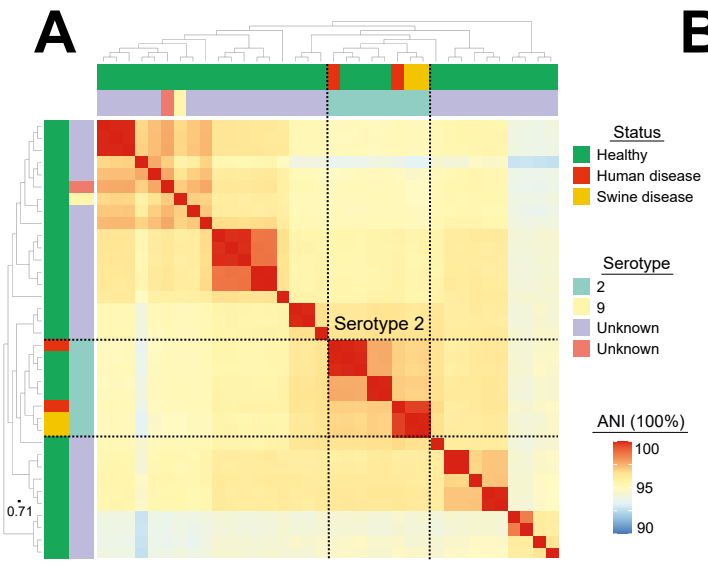 A
B
Status
Healthy
Human disease
Swine disease
Serotype
2
9
Unknown
Unknown
Serotype 2
ANI (100%)
100
95
90
0.71